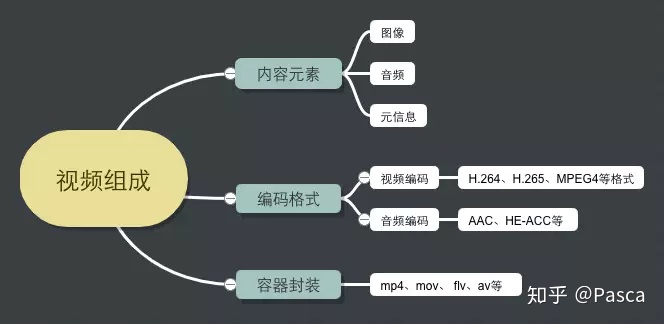 视频组成
内容元素
图像
音频
元信息
编码格式
视频编码
H.264、H.265、MPEG4等格式
音频编码
AAC、HE-ACC等
容器封装
mp4、mov、 flv、av等
知乎 @Pasca